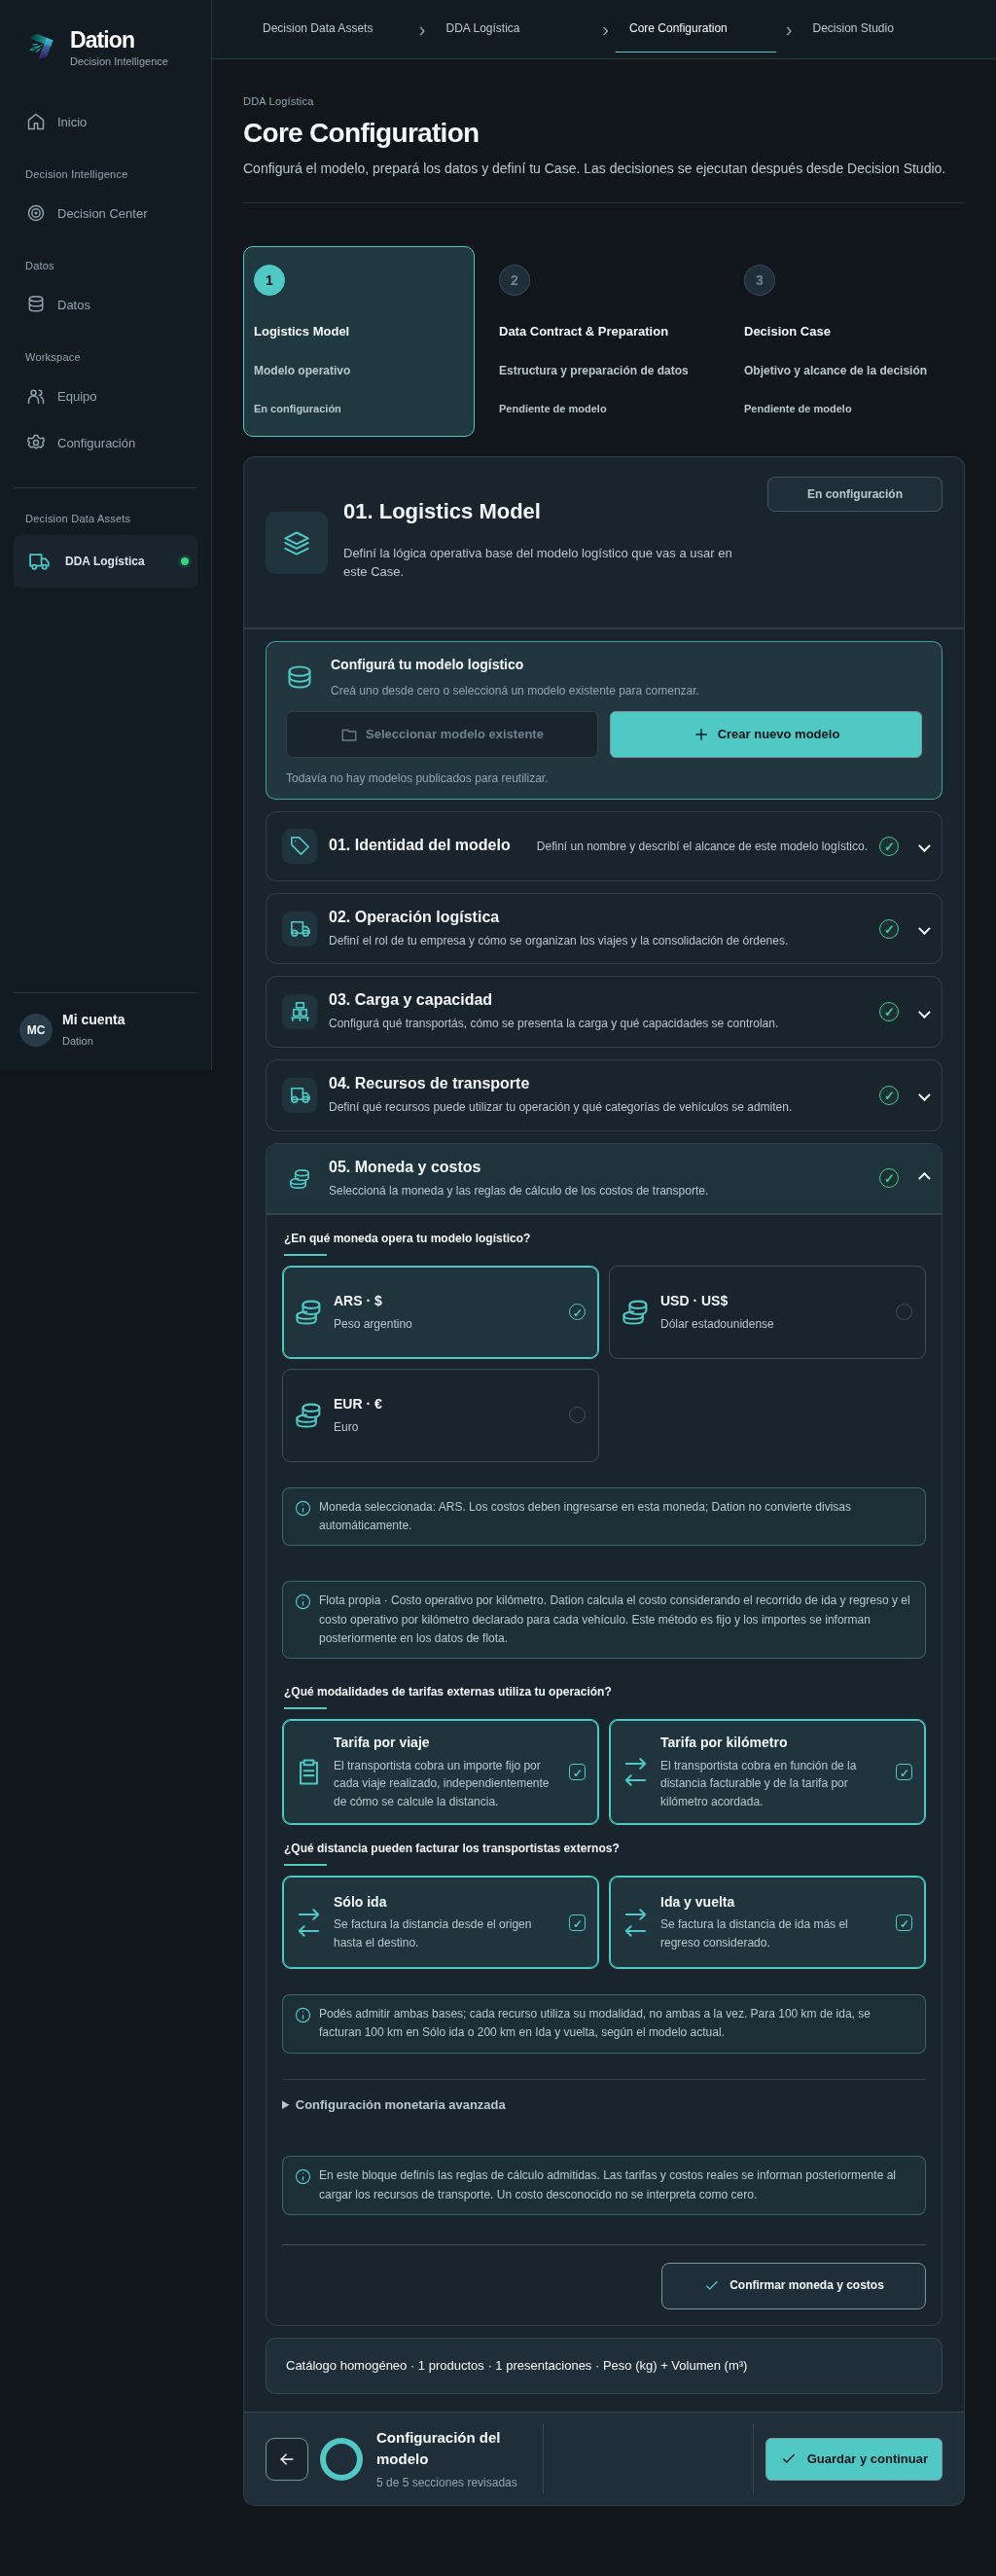 Dation
Decision Intelligence
Inicio
Decision Intelligence
Decision Center
Datos
Datos
Workspace
Equipo
Configuración
Decision Data Assets
DDA Logística
MC
Mi cuenta
Dation
Decision Data Assets
DDA Logística
Core Configuration
Decision Studio
DDA Logística
Core Configuration
Configurá el modelo, prepará los datos y definí tu Case. Las decisiones se ejecutan después desde Decision Studio.
1
Logistics Model
Modelo operativo
En configuración
2
Data Contract & Preparation
Estructura y preparación de datos
Pendiente de modelo
3
Decision Case
Objetivo y alcance de la decisión
Pendiente de modelo
En configuración
01. Logistics Model
Definí la lógica operativa base del modelo logístico que vas a usar en
este Case.
Configurá tu modelo logístico
Creá uno desde cero o seleccioná un modelo existente para comenzar.
Seleccionar modelo existente
Crear nuevo modelo
Todavía no hay modelos publicados para reutilizar.
01. Identidad del modelo
Definí un nombre y describí el alcance de este modelo logístico.
02. Operación logística
Definí el rol de tu empresa y cómo se organizan los viajes y la consolidación de órdenes.
03. Carga y capacidad
Configurá qué transportás, cómo se presenta la carga y qué capacidades se controlan.
04. Recursos de transporte
Definí qué recursos puede utilizar tu operación y qué categorías de vehículos se admiten.
05. Moneda y costos
Seleccioná la moneda y las reglas de cálculo de los costos de transporte.
¿En qué moneda opera tu modelo logístico?
ARS · $
Peso argentino
USD · US$
Dólar estadounidense
EUR · €
Euro
Moneda seleccionada: ARS. Los costos deben ingresarse en esta moneda; Dation no convierte divisas
automáticamente.
Flota propia · Costo operativo por kilómetro. Dation calcula el costo considerando el recorrido de ida y regreso y el
costo operativo por kilómetro declarado para cada vehículo. Este método es fijo y los importes se informan
posteriormente en los datos de flota.
¿Qué modalidades de tarifas externas utiliza tu operación?
Tarifa por viaje
El transportista cobra un importe fijo por
cada viaje realizado, independientemente
de cómo se calcule la distancia.
Tarifa por kilómetro
El transportista cobra en función de la
distancia facturable y de la tarifa por
kilómetro acordada.
¿Qué distancia pueden facturar los transportistas externos?
Sólo ida
Se factura la distancia desde el origen
hasta el destino.
Ida y vuelta
Se factura la distancia de ida más el
regreso considerado.
Podés admitir ambas bases; cada recurso utiliza su modalidad, no ambas a la vez. Para 100 km de ida, se
facturan 100 km en Sólo ida o 200 km en Ida y vuelta, según el modelo actual.
Configuración monetaria avanzada
En este bloque definís las reglas de cálculo admitidas. Las tarifas y costos reales se informan posteriormente al
cargar los recursos de transporte. Un costo desconocido no se interpreta como cero.
Confirmar moneda y costos
Catálogo homogéneo · 1 productos · 1 presentaciones · Peso (kg) + Volumen (m³)
Configuración del
modelo
5 de 5 secciones revisadas
Guardar y continuar